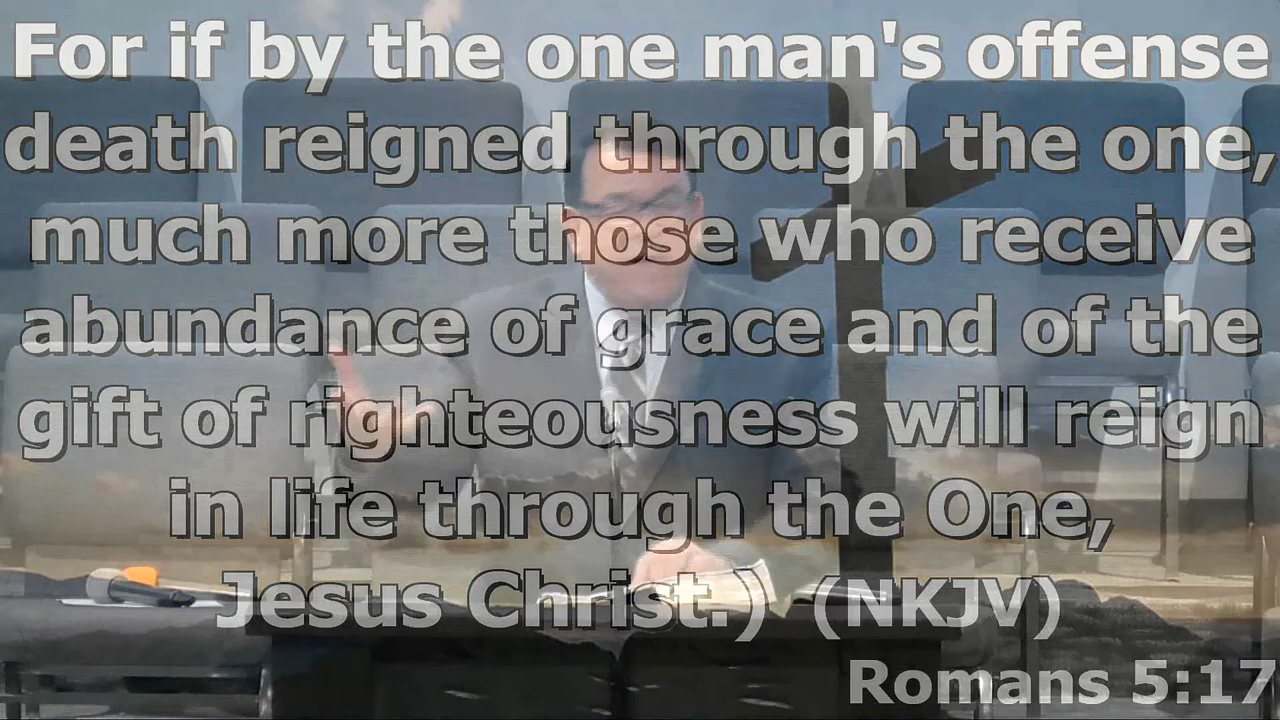 For if by the one man's offense
death reigned through the one,
much more those who receive
abundance of grace and of the
gift of righteousness will reign
in life through the One,
Jesus Christ.) (NKJV)
Romans 5:17